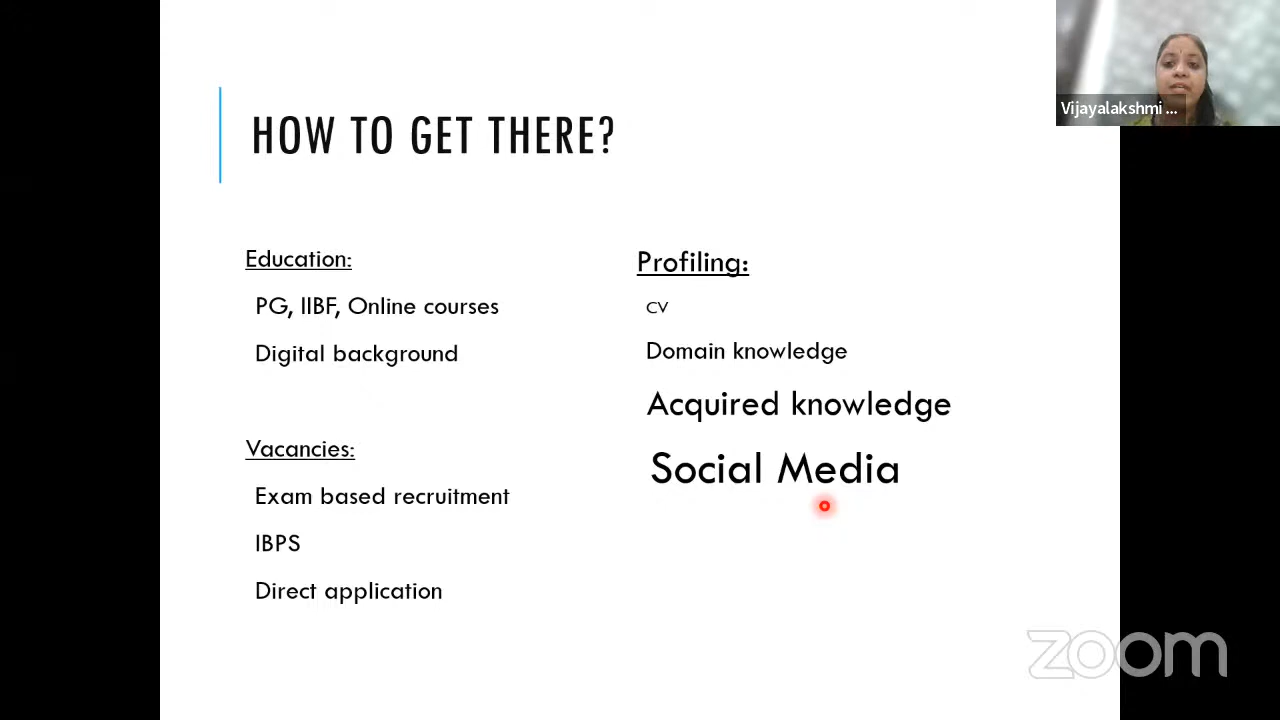 HOW TO GET THERE?
Education:
PG, IIBF, Online courses
Digital background
Vacancies:
Exam based recruitment
IBPS
Direct application
Profiling:
CV
Domain knowledge
Acquired knowledge
Social Media
Vijayalakshmi ...
zoom